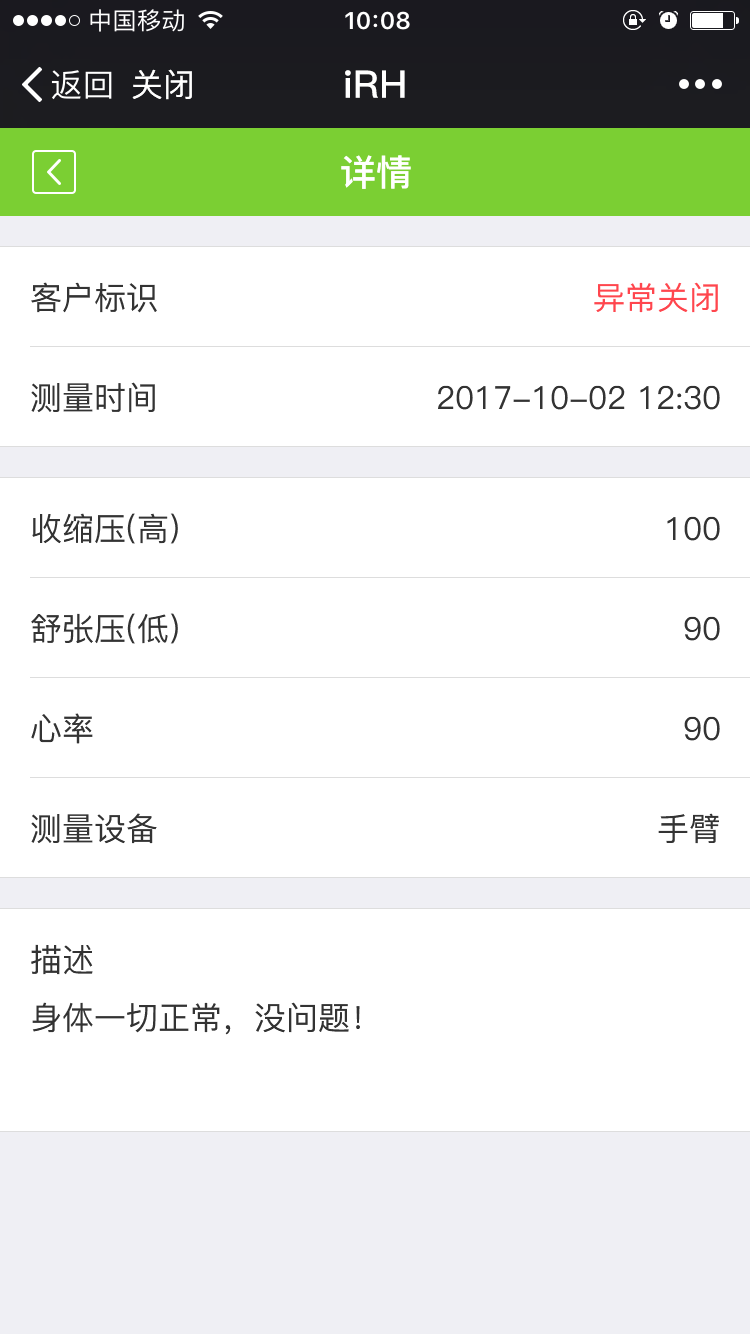 中国移动 10:08
返回 关闭 iRH
详情
客户标识 异常关闭
测量时间 2017-10-02 12:30
收缩压(高) 100
舒张压(低) 90
心率 90
测量设备 手臂
描述
身体一切正常，没问题！